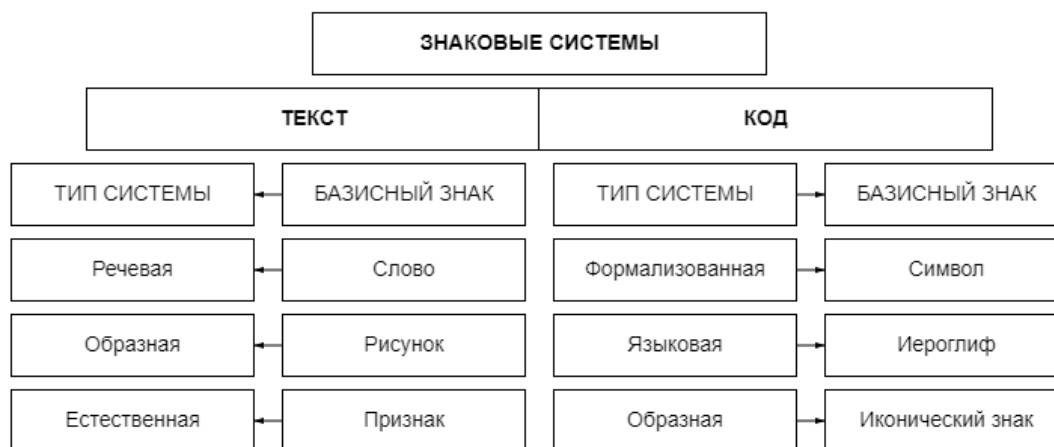 ЗНАКОВЫЕ СИСТЕМЫ
ТЕКСТ КОД
ТИП СИСТЕМЫ БАЗИСНЫЙ ЗНАК ТИП СИСТЕМЫ БАЗИСНЫЙ ЗНАК
Речевая Слово Формализованная Символ
Образная Рисунок Языковая Иероглиф
Естественная Признак Образная Иконический знак